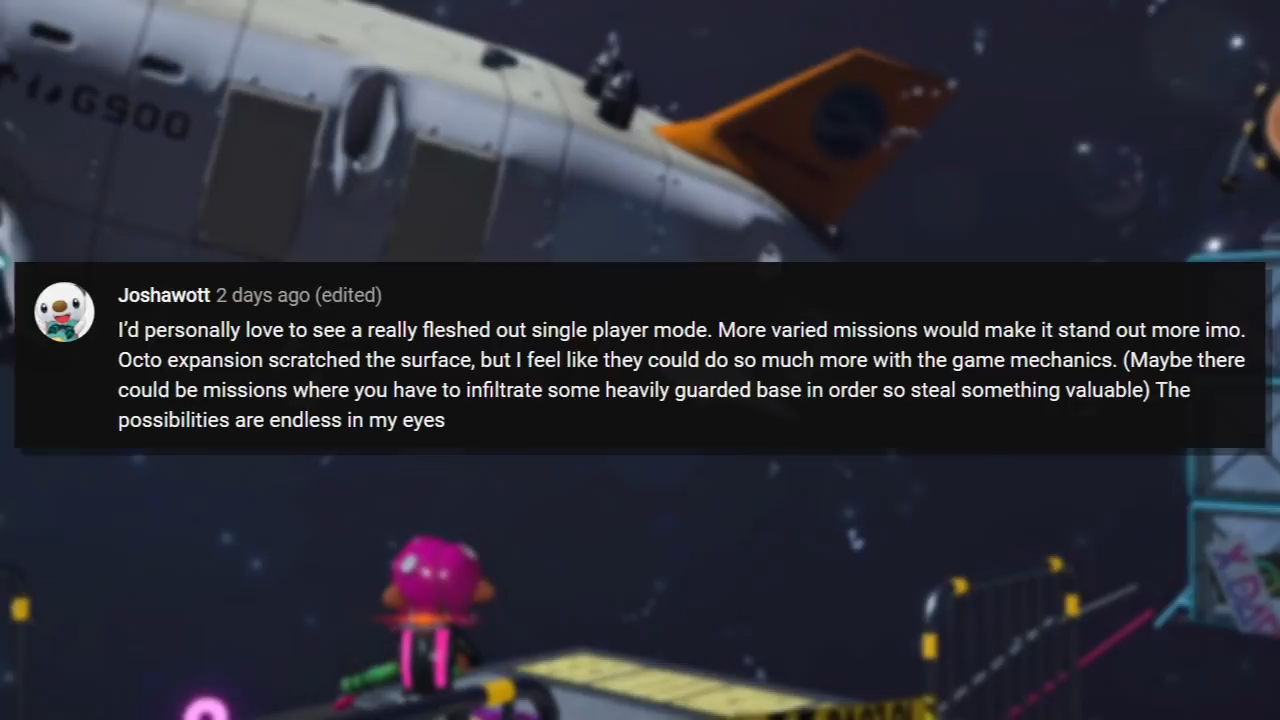 G900
Joshawott 2 days ago (edited)
I'd personally love to see a really fleshed out single player mode. More varied missions would make it stand out more imo.
Octo expansion scratched the surface, but I feel like they could do so much more with the game mechanics. (Maybe there
could be missions where you have to infiltrate some heavily guarded base in order so steal something valuable) The
possibilities are endless in my eyes